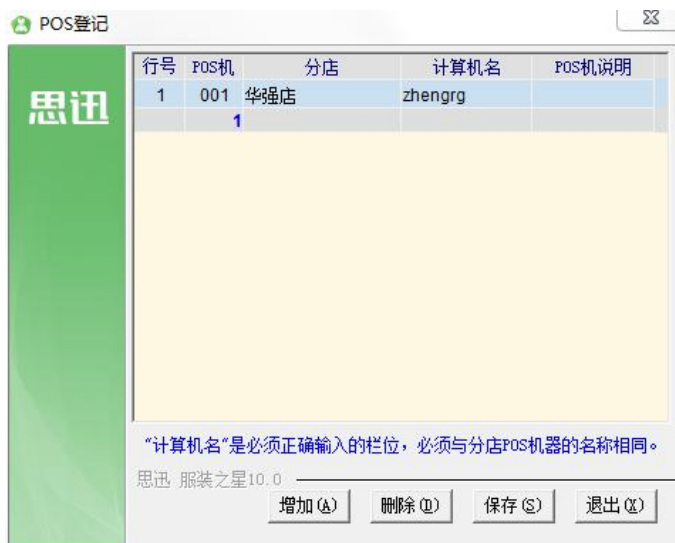 POS登记
思迅
行号 POS机 分店 计算机名 POS机说明
1 001 华强店 zhengrg
1
“计算机名”是必须正确输入的栏位，必须与分店POS机器的名称相同。
思迅 服装之星10.0
增加(A) 删除(D) 保存(S) 退出(X)